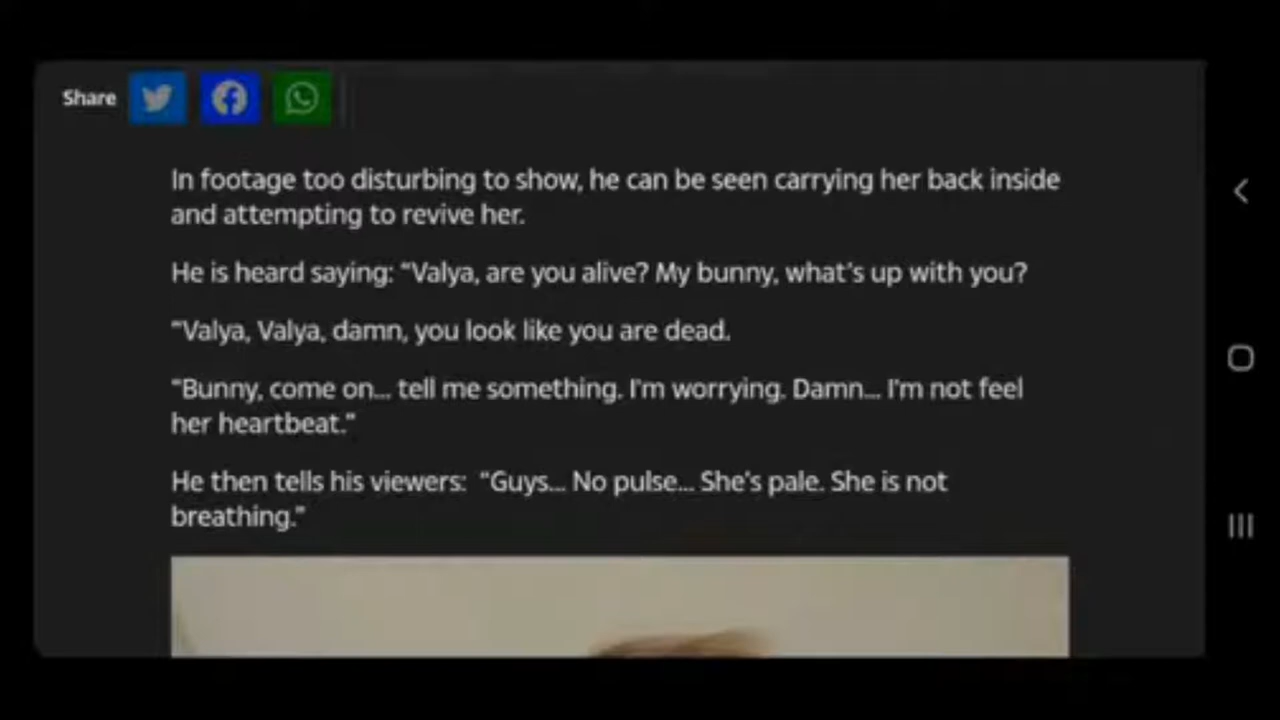 Share
In footage too disturbing to show, he can be seen carrying her back inside
and attempting to revive her.
He is heard saying: “Valya, are you alive? My bunny, what's up with you?
“Valya, Valya, damn, you look like you are dead.
“Bunny, come on... tell me something. I'm worrying. Damn... I'm not feel
her heartbeat.”
He then tells his viewers:  “Guys... No pulse... She's pale. She is not
breathing.”